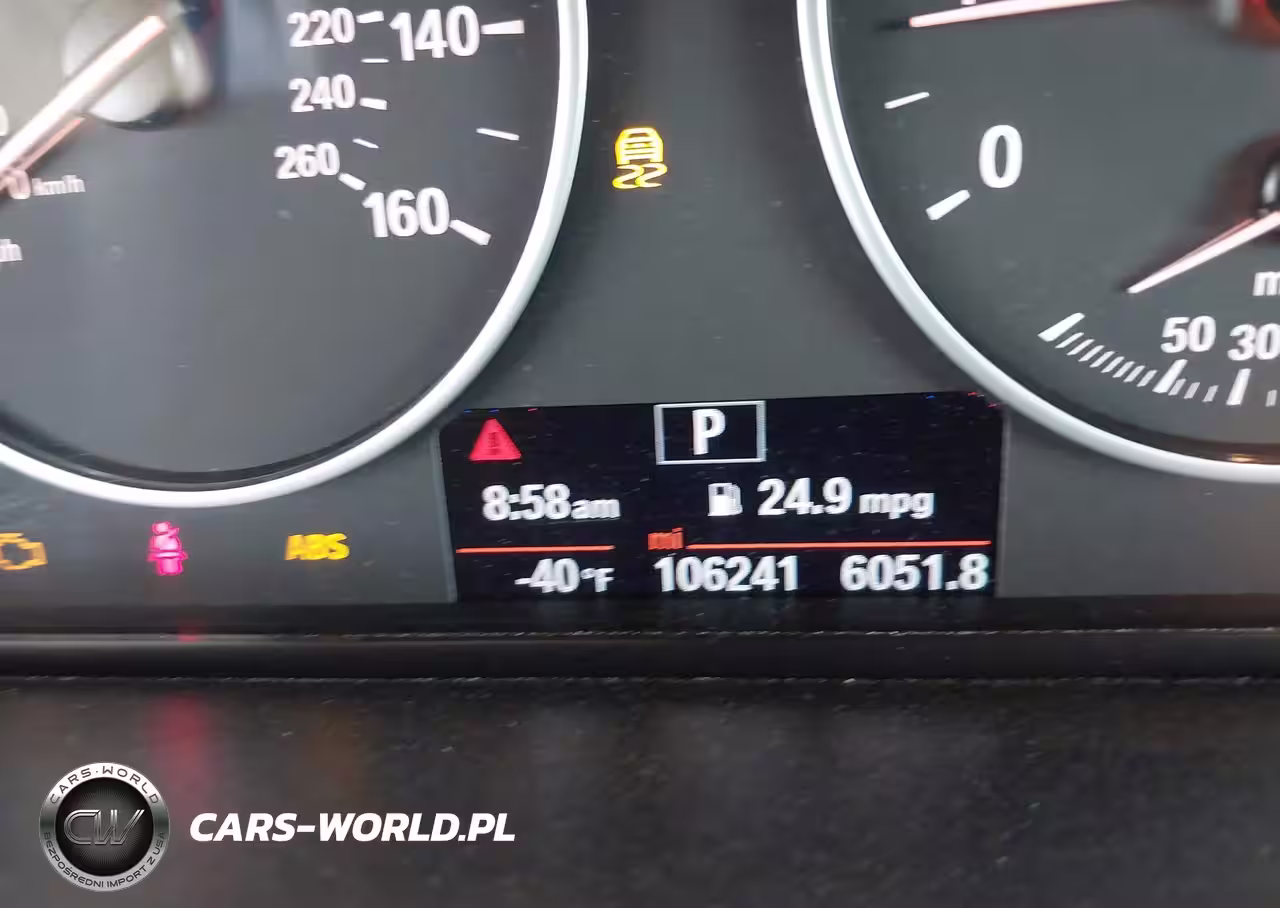 220 140
240
260
160
0 km/h
0
50 30
P
8:58am 24.9 mpg
mi
ABS
-40°F 106241 6051.8
CARS-WORLD
CW
BEZPOŚREDNI IMPORT Z USA
CARS-WORLD.PL